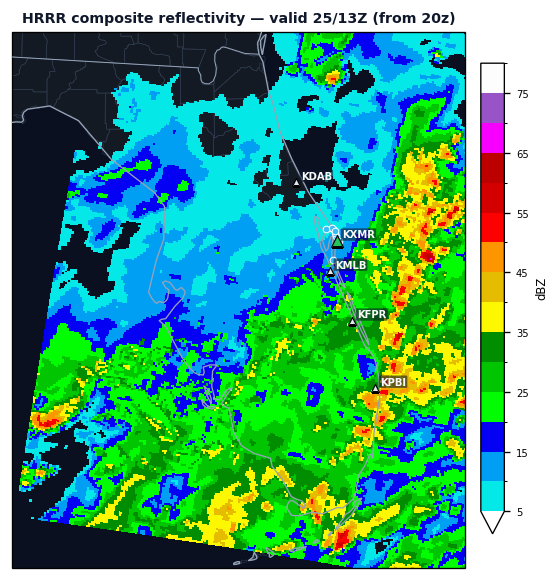 HRRR composite reflectivity — valid 25/13Z (from 20z)
KDAB
KXMR
KMLB
KFPR
KPBI
75
65
55
45
35
25
15
5
dBZ